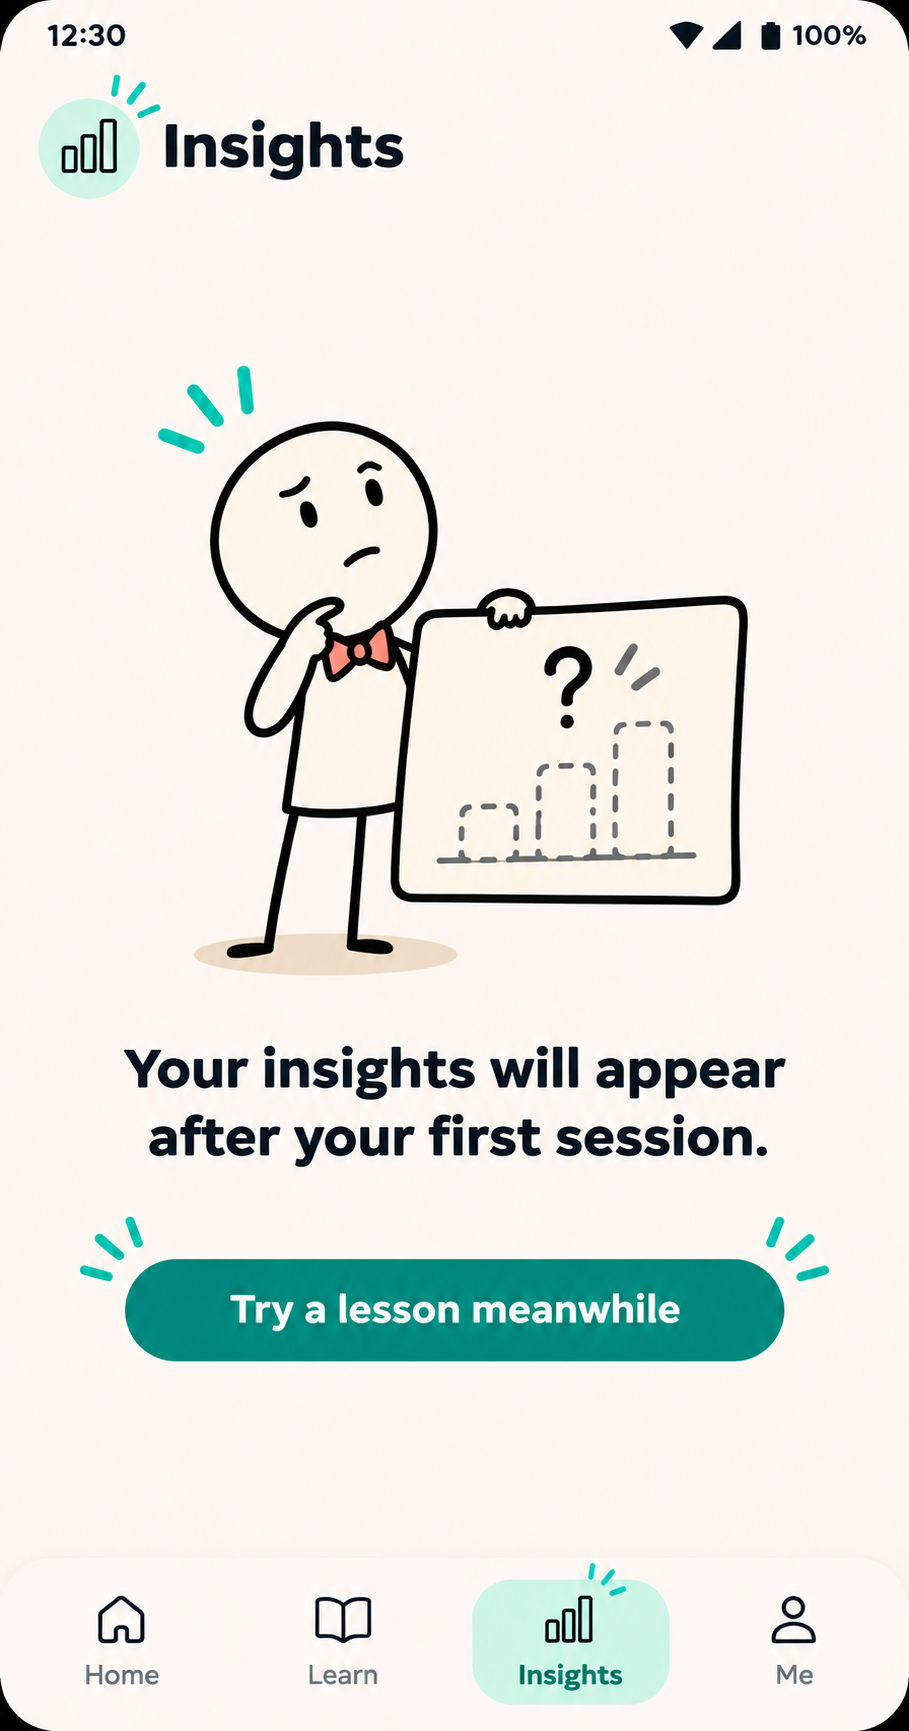 12:30
100%
Insights
?
Your insights will appear
after your first session.
Try a lesson meanwhile
Home
Learn
Insights
Me